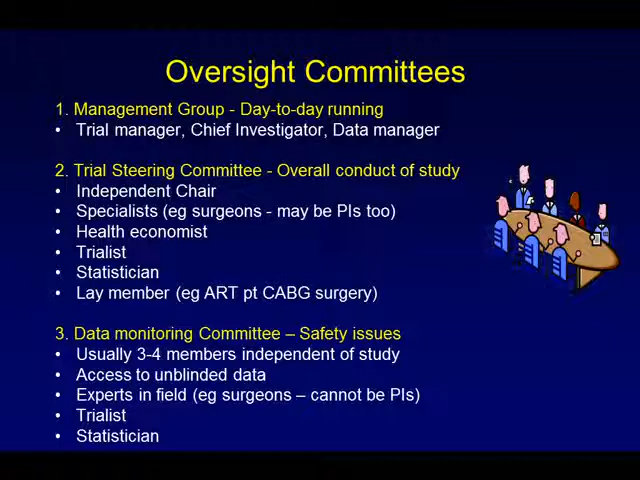 Oversight Committees
1. Management Group - Day-to-day running
• Trial manager, Chief Investigator, Data manager
2. Trial Steering Committee - Overall conduct of study
• Independent Chair
• Specialists (eg surgeons - may be PIs too)
• Health economist
• Trialist
• Statistician
• Lay member (eg ART pt CABG surgery)
3. Data monitoring Committee – Safety issues
• Usually 3-4 members independent of study
• Access to unblinded data
• Experts in field (eg surgeons – cannot be PIs)
• Trialist
• Statistician